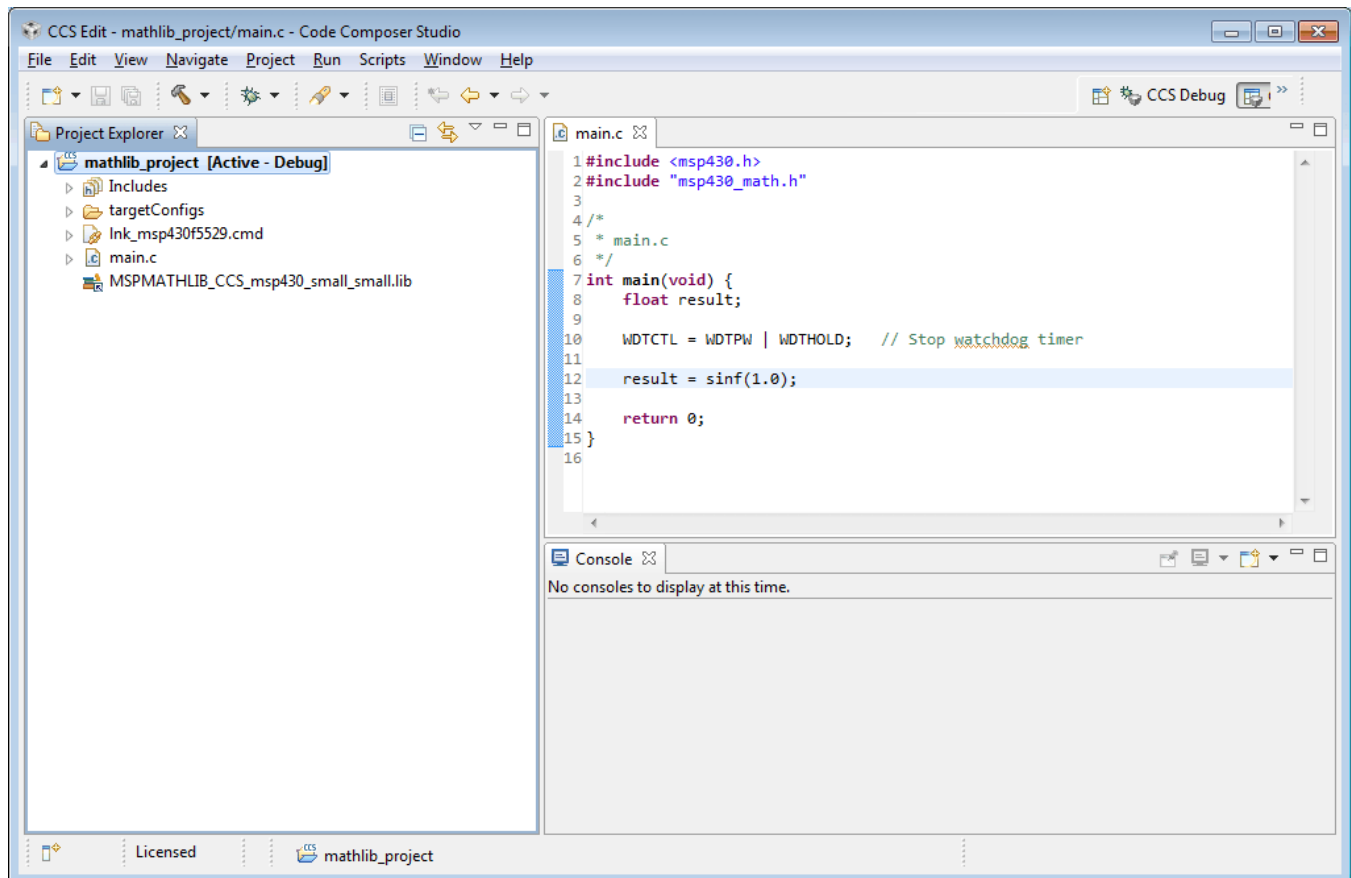 CCS Edit - mathlib_project/main.c - Code Composer Studio
File Edit View Navigate Project Run Scripts Window Help
CCS Debug
Project Explorer
mathlib_project [Active - Debug]
Includes
targetConfigs
lnk_msp430f5529.cmd
main.c
MSPMATHLIB_CCS_msp430_small_small.lib
main.c
1 #include <msp430.h>
2 #include "msp430_math.h"
3
4 /*
5  * main.c
6  */
7 int main(void) {
8     float result;
9
10     WDTCTL = WDTPW | WDTHOLD;   // Stop watchdog timer
11
12     result = sinf(1.0);
13
14     return 0;
15 }
16
Console
No consoles to display at this time.
Licensed
mathlib_project